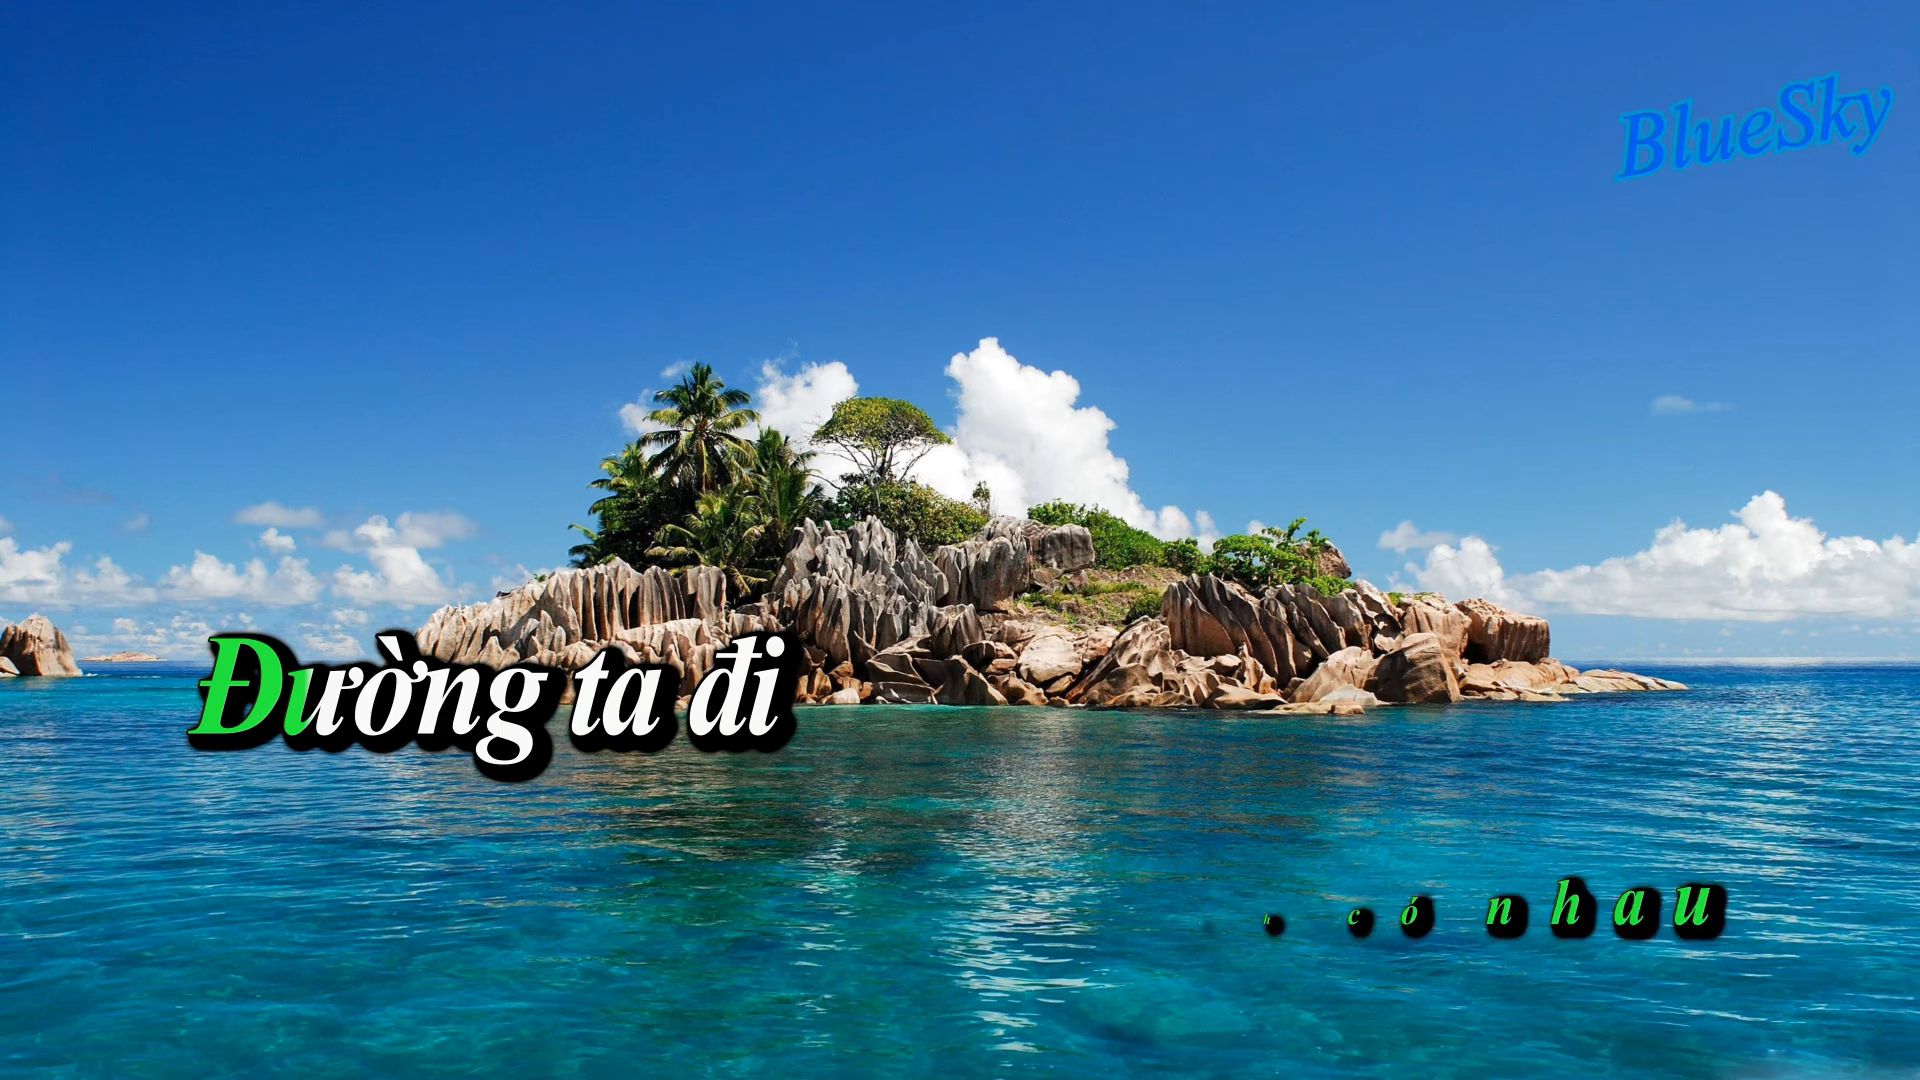 BlueSky
Đường ta đi
h có nhau